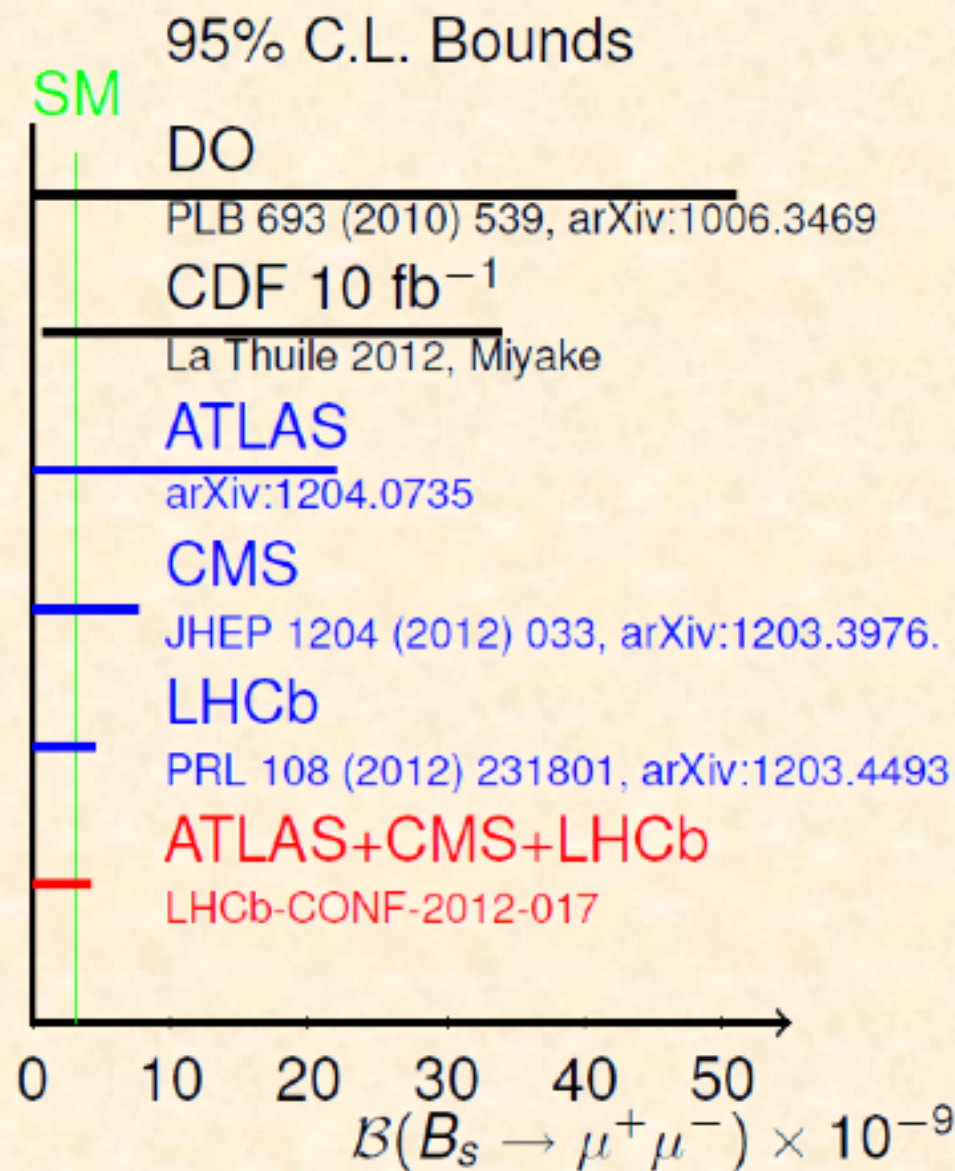 95% C.L. Bounds
SM
DO
PLB 693 (2010) 539, arXiv:1006.3469
CDF 10 fb⁻¹
La Thuile 2012, Miyake
ATLAS
arXiv:1204.0735
CMS
JHEP 1204 (2012) 033, arXiv:1203.3976.
LHCb
PRL 108 (2012) 231801, arXiv:1203.4493
ATLAS+CMS+LHCb
LHCb-CONF-2012-017
0 10 20 30 40 50
ℬ(Bₛ → μ⁺μ⁻) × 10⁻⁹